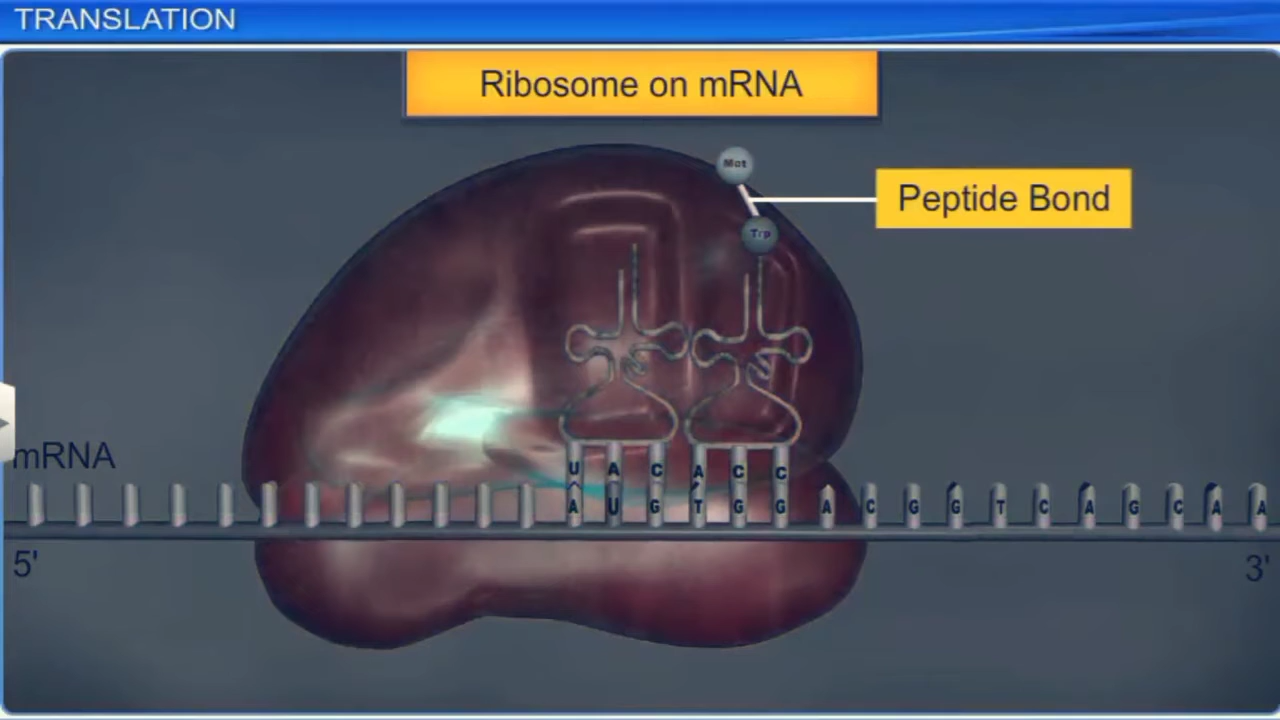 TRANSLATION
Ribosome on mRNA
Met
Peptide Bond
Trp
mRNA
U A C A C C
A U G T G G A C G G T C A G C A A
5'
3'